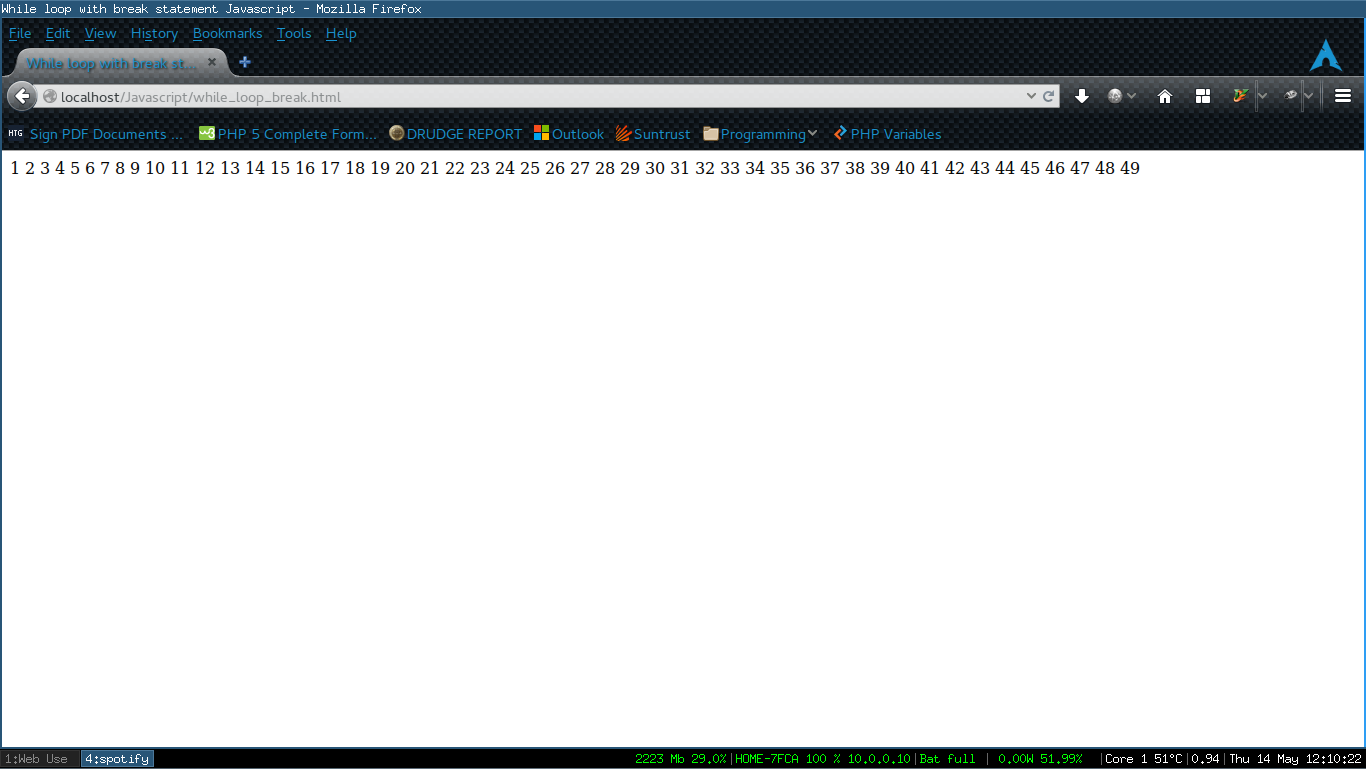 While loop with break statement Javascript - Mozilla Firefox
File Edit View History Bookmarks Tools Help
While loop with break st...
localhost/Javascript/while_loop_break.html
HTG Sign PDF Documents ... PHP 5 Complete Form... DRUDGE REPORT Outlook Suntrust Programming PHP Variables
1 2 3 4 5 6 7 8 9 10 11 12 13 14 15 16 17 18 19 20 21 22 23 24 25 26 27 28 29 30 31 32 33 34 35 36 37 38 39 40 41 42 43 44 45 46 47 48 49
1:Web Use 4:spotify 2223 Mb 29.0%|HOME-7FCA 100 % 10.0.0.10|Bat full | 0.00W 51.99% |Core 1 51°C|0.94|Thu 14 May 12:10:22